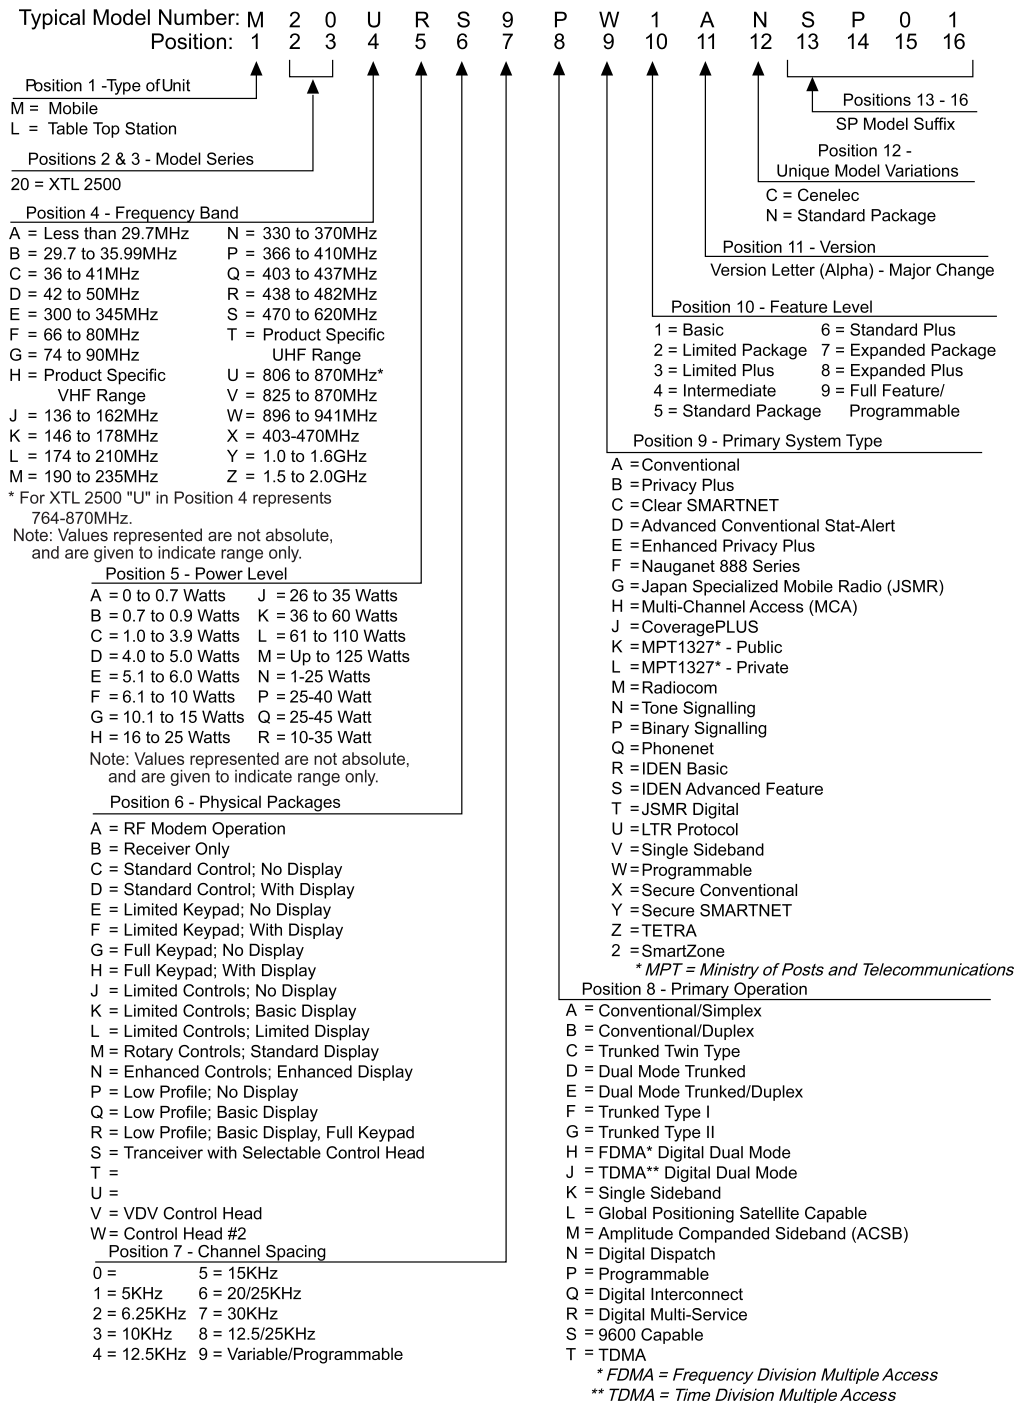 Typical Model Number: M 2 0 U R S 9 P W 1 A N S P 0 1
Position: 1 2 3 4 5 6 7 8 9 10 11 12 13 14 15 16
Position 1 -Type of Unit
M = Mobile
L = Table Top Station
Positions 2 & 3 - Model Series
20 = XTL 2500
Position 4 - Frequency Band
A = Less than 29.7MHz
B = 29.7 to 35.99MHz
C = 36 to 41MHz
D = 42 to 50MHz
E = 300 to 345MHz
F = 66 to 80MHz
G = 74 to 90MHz
H = Product Specific
VHF Range
J = 136 to 162MHz
K = 146 to 178MHz
L = 174 to 210MHz
M = 190 to 235MHz
N = 330 to 370MHz
P = 366 to 410MHz
Q = 403 to 437MHz
R = 438 to 482MHz
S = 470 to 620MHz
T = Product Specific
UHF Range
U = 806 to 870MHz*
V = 825 to 870MHz
W = 896 to 941MHz
X = 403-470MHz
Y = 1.0 to 1.6GHz
Z = 1.5 to 2.0GHz
* For XTL 2500 "U" in Position 4 represents
764-870MHz.
Note: Values represented are not absolute,
and are given to indicate range only.
Position 5 - Power Level
A = 0 to 0.7 Watts
B = 0.7 to 0.9 Watts
C = 1.0 to 3.9 Watts
D = 4.0 to 5.0 Watts
E = 5.1 to 6.0 Watts
F = 6.1 to 10 Watts
G = 10.1 to 15 Watts
H = 16 to 25 Watts
J = 26 to 35 Watts
K = 36 to 60 Watts
L = 61 to 110 Watts
M = Up to 125 Watts
N = 1-25 Watts
P = 25-40 Watt
Q = 25-45 Watt
R = 10-35 Watt
Note: Values represented are not absolute,
and are given to indicate range only.
Position 6 - Physical Packages
A = RF Modem Operation
B = Receiver Only
C = Standard Control; No Display
D = Standard Control; With Display
E = Limited Keypad; No Display
F = Limited Keypad; With Display
G = Full Keypad; No Display
H = Full Keypad; With Display
J = Limited Controls; No Display
K = Limited Controls; Basic Display
L = Limited Controls; Limited Display
M = Rotary Controls; Standard Display
N = Enhanced Controls; Enhanced Display
P = Low Profile; No Display
Q = Low Profile; Basic Display
R = Low Profile; Basic Display, Full Keypad
S = Tranceiver with Selectable Control Head
T =
U =
V = VDV Control Head
W = Control Head #2
Position 7 - Channel Spacing
0 =
1 = 5KHz
2 = 6.25KHz
3 = 10KHz
4 = 12.5KHz
5 = 15KHz
6 = 20/25KHz
7 = 30KHz
8 = 12.5/25KHz
9 = Variable/Programmable
Positions 13 - 16
SP Model Suffix
Position 12 -
Unique Model Variations
C = Cenelec
N = Standard Package
Position 11 - Version
Version Letter (Alpha) - Major Change
Position 10 - Feature Level
1 = Basic
2 = Limited Package
3 = Limited Plus
4 = Intermediate
5 = Standard Package
6 = Standard Plus
7 = Expanded Package
8 = Expanded Plus
9 = Full Feature/
Programmable
Position 9 - Primary System Type
A = Conventional
B = Privacy Plus
C = Clear SMARTNET
D = Advanced Conventional Stat-Alert
E = Enhanced Privacy Plus
F = Nauganet 888 Series
G = Japan Specialized Mobile Radio (JSMR)
H = Multi-Channel Access (MCA)
J = CoveragePLUS
K = MPT1327* - Public
L = MPT1327* - Private
M = Radiocom
N = Tone Signalling
P = Binary Signalling
Q = Phonenet
R = IDEN Basic
S = IDEN Advanced Feature
T = JSMR Digital
U = LTR Protocol
V = Single Sideband
W = Programmable
X = Secure Conventional
Y = Secure SMARTNET
Z = TETRA
2 = SmartZone
* MPT = Ministry of Posts and Telecommunications
Position 8 - Primary Operation
A = Conventional/Simplex
B = Conventional/Duplex
C = Trunked Twin Type
D = Dual Mode Trunked
E = Dual Mode Trunked/Duplex
F = Trunked Type I
G = Trunked Type II
H = FDMA* Digital Dual Mode
J = TDMA** Digital Dual Mode
K = Single Sideband
L = Global Positioning Satellite Capable
M = Amplitude Companded Sideband (ACSB)
N = Digital Dispatch
P = Programmable
Q = Digital Interconnect
R = Digital Multi-Service
S = 9600 Capable
T = TDMA
* FDMA = Frequency Division Multiple Access
** TDMA = Time Division Multiple Access